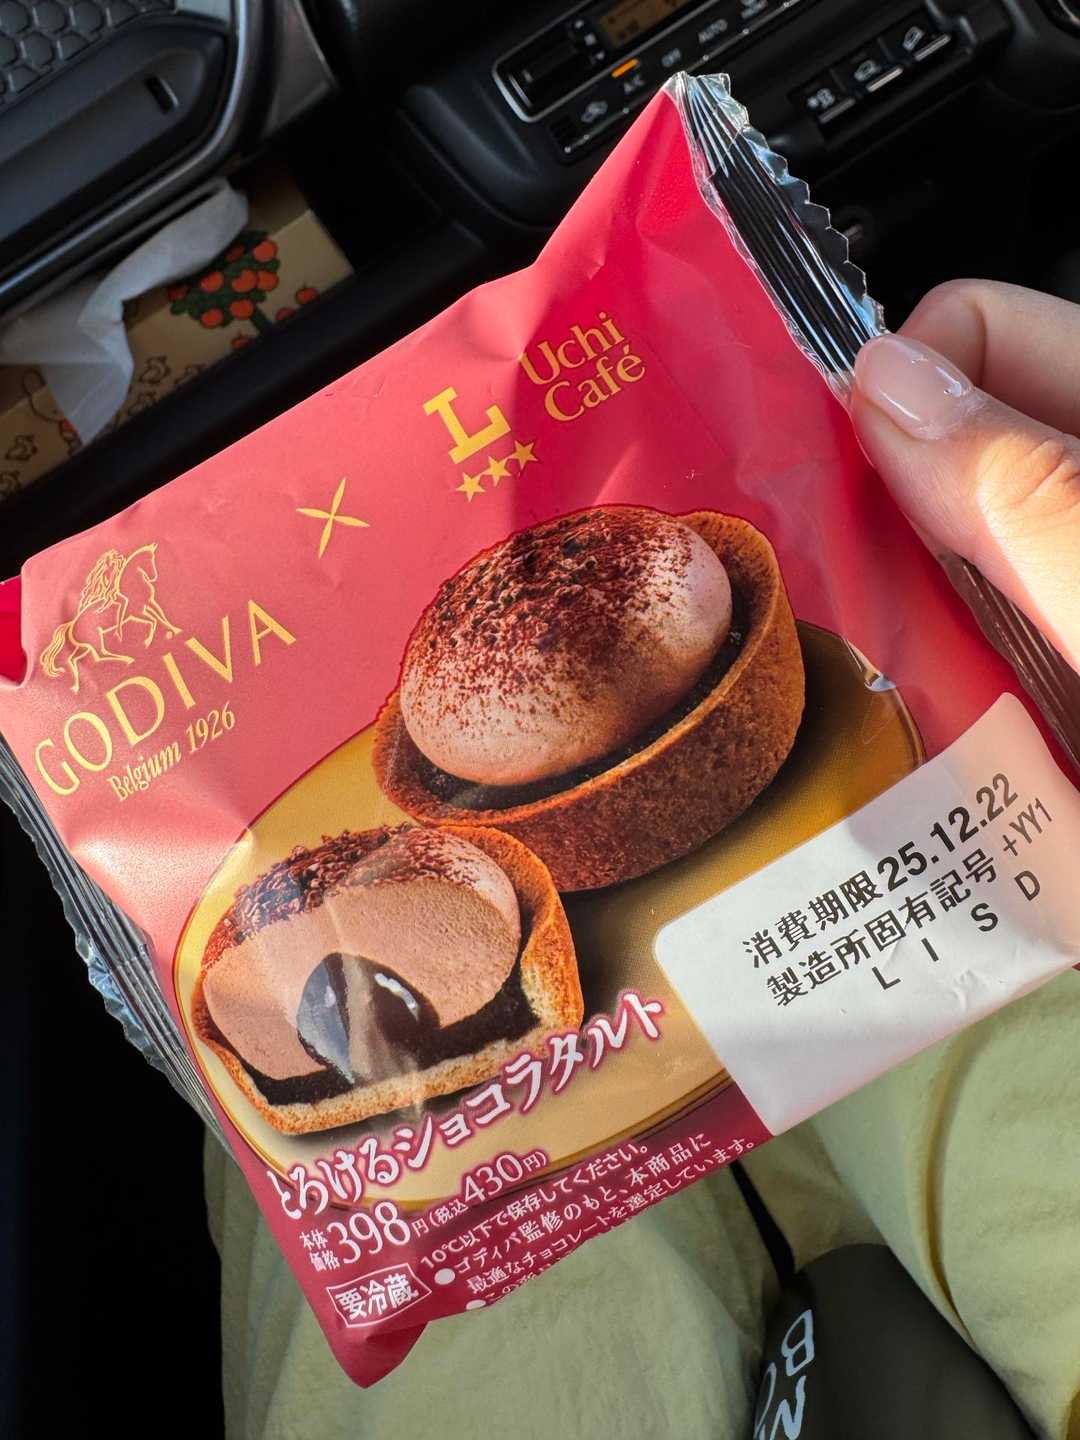 AUTO
OFF
A/C
Uchi
Café
L
×
GODIVA
Belgium 1926
消費期限25.12.22
製造所固有記号+YY1
L I S D
とろけるショコラタルト
本体
価格398円(税込430円)
10℃以下で保存してください。
●ゴディバ監修のもと、本商品に
最適なチョコレートを選定しています。
要冷蔵